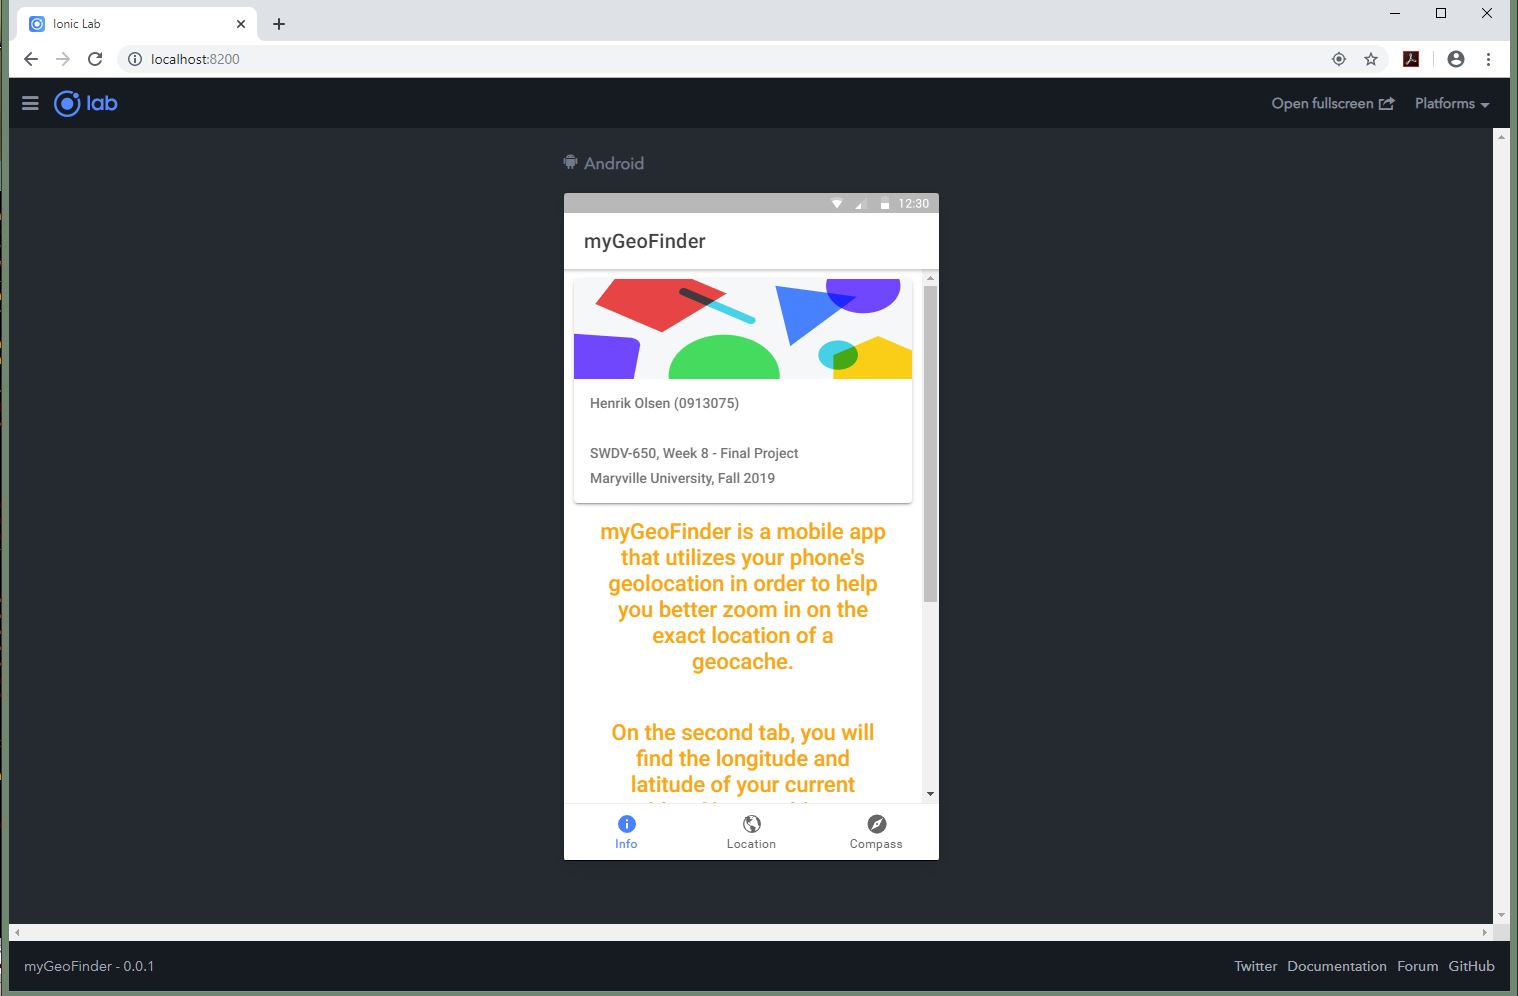 Ionic Lab
localhost:8200
lab
Open fullscreen
Platforms
Android
12:30
myGeoFinder
Henrik Olsen (0913075)
SWDV-650, Week 8 - Final Project
Maryville University, Fall 2019
myGeoFinder is a mobile app
that utilizes your phone's
geolocation in order to help
you better zoom in on the
exact location of a
geocache.
On the second tab, you will
find the longitude and
latitude of your current
Info
Location
Compass
myGeoFinder - 0.0.1
Twitter
Documentation
Forum
GitHub